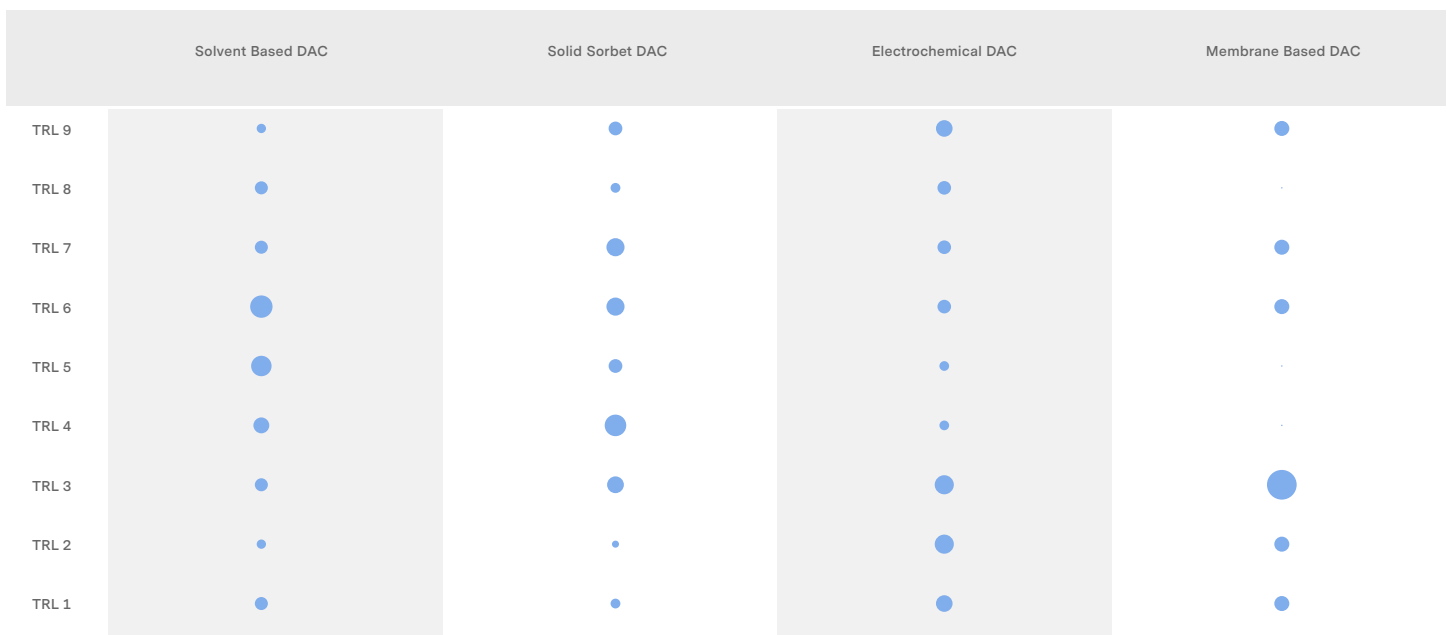 Solvent Based DAC
Solid Sorbet DAC
Electrochemical DAC
Membrane Based DAC
TRL 9
TRL 8
TRL 7
TRL 6
TRL 5
TRL 4
TRL 3
TRL 2
TRL 1